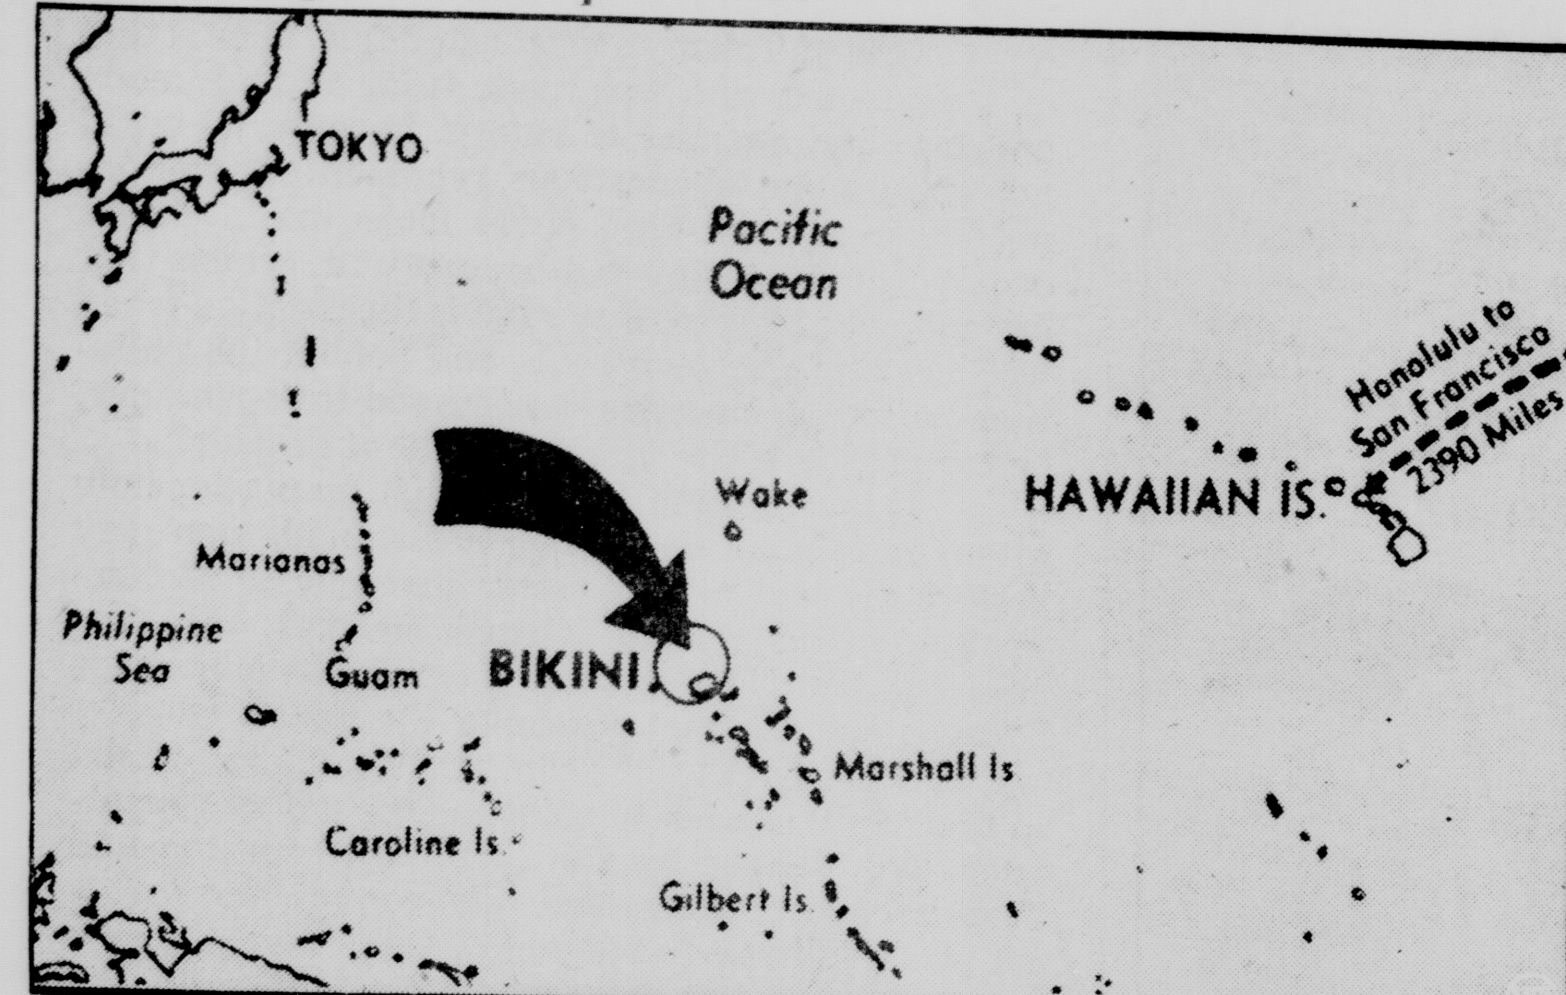 TOKYO
Pacific
Ocean
Honolulu to
San Francisco
2390 Miles
HAWAIIAN IS.
Wake
Marianas
Philippine
Sea
Guam
BIKINI
Marshall Is
Caroline Is.
Gilbert Is.